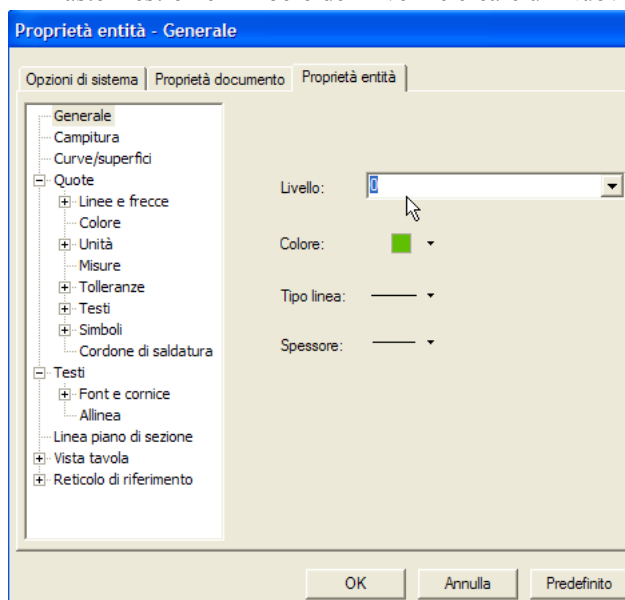 Proprietà entità - Generale
Opzioni di sistema Proprietà documento Proprietà entità
Generale
Campitura
Curve/superfici
Quote
Linee e frecce
Colore
Unità
Misure
Tolleranze
Testi
Simboli
Cordone di saldatura
Testi
Font e cornice
Allinea
Linea piano di sezione
Vista tavola
Reticolo di riferimento
Livello: 0
Colore:
Tipo linea:
Spessore:
OK Annulla Predefinito